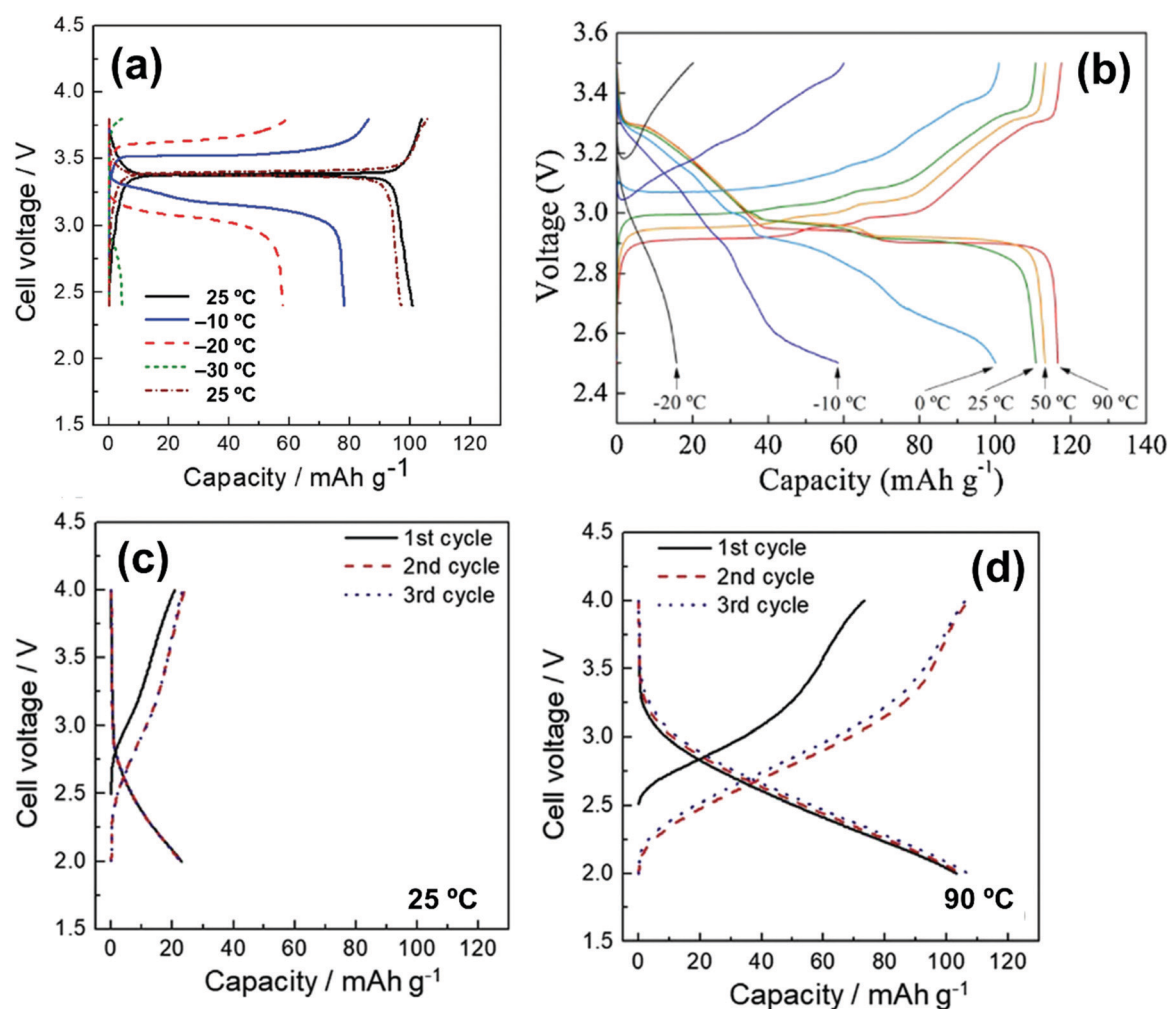 (a)
4.5
4.0
3.5
3.0
2.5
2.0
1.5
Cell voltage / V
25 ºC
–10 ºC
–20 ºC
–30 ºC
25 ºC
0 20 40 60 80 100 120
Capacity / mAh g-1
(b)
3.6
3.4
3.2
3.0
2.8
2.6
2.4
Voltage (V)
-20 ºC -10 ºC 0 ºC 25 ºC 50 ºC 90 ºC
0 20 40 60 80 100 120 140
Capacity (mAh g-1)
(c)
4.5
4.0
3.5
3.0
2.5
2.0
1.5
Cell voltage / V
1st cycle
2nd cycle
3rd cycle
25 ºC
0 20 40 60 80 100 120
Capacity / mAh g-1
(d)
4.5
4.0
3.5
3.0
2.5
2.0
1.5
Cell voltage / V
1st cycle
2nd cycle
3rd cycle
90 ºC
0 20 40 60 80 100 120
Capacity / mAh g-1